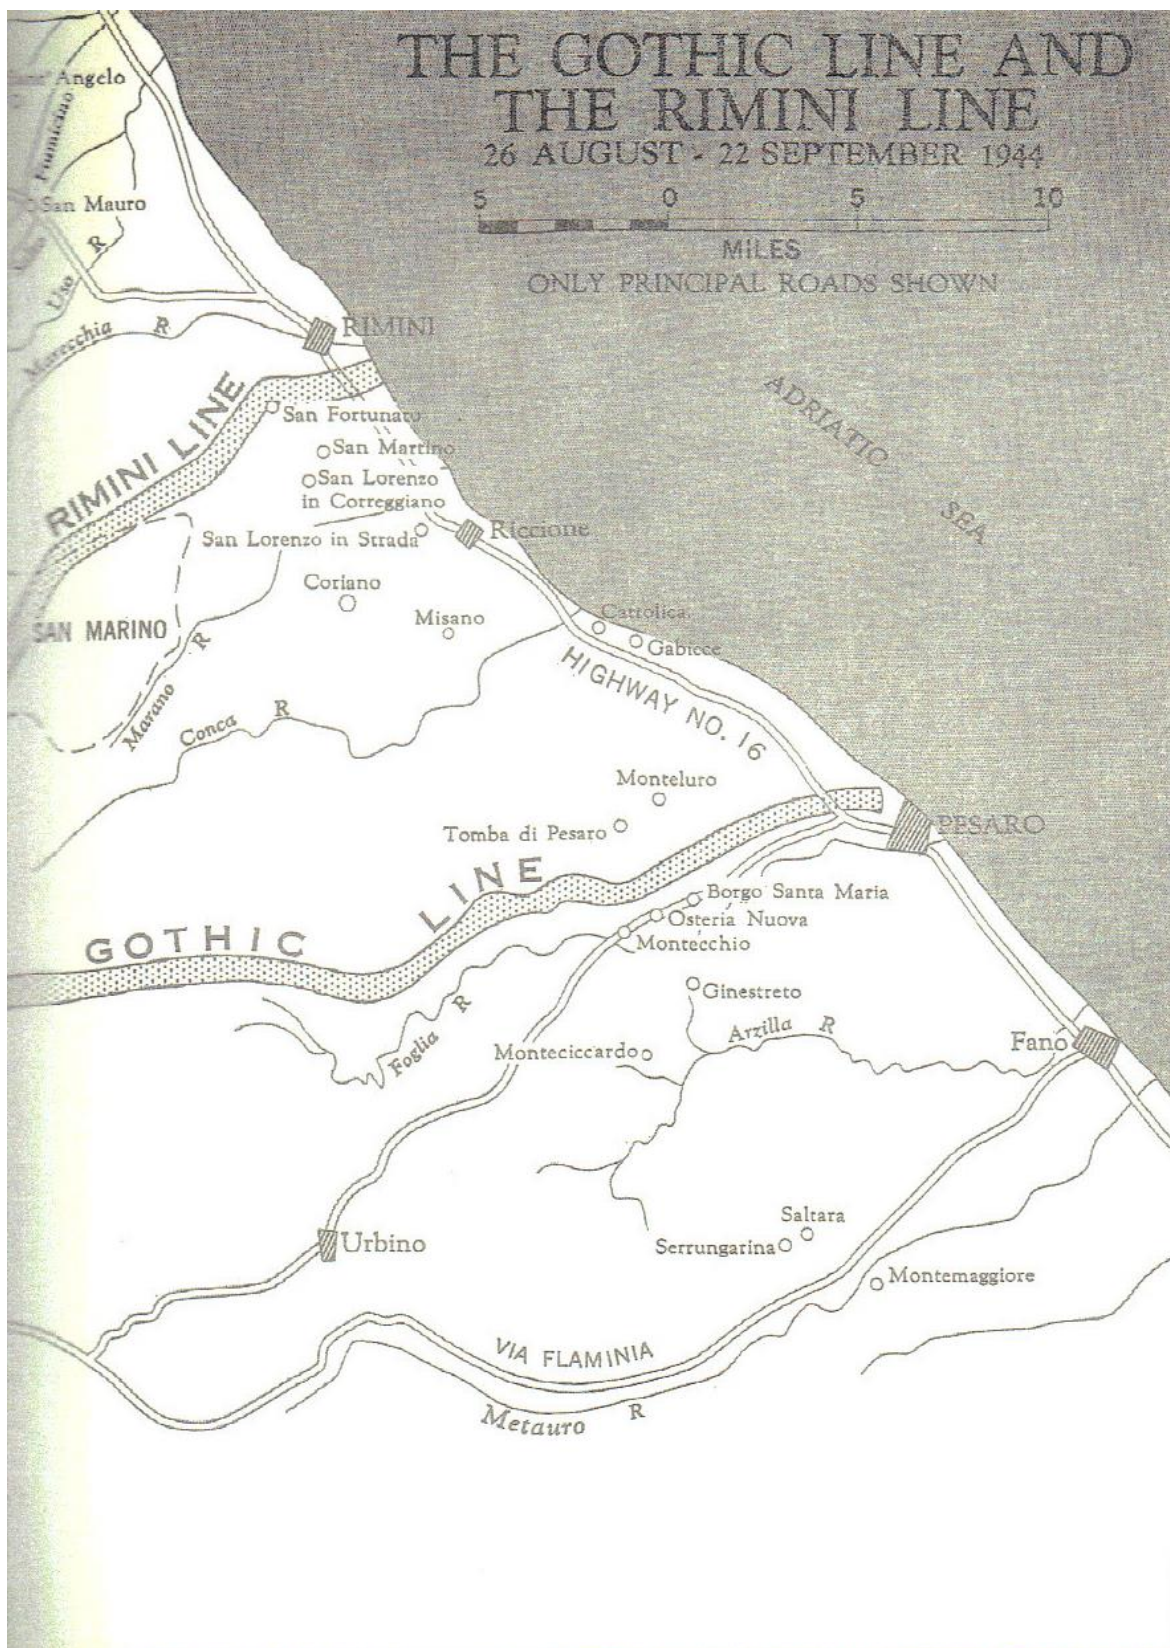 THE GOTHIC LINE AND
THE RIMINI LINE
26 AUGUST - 22 SEPTEMBER 1944
5 0 5 10
MILES
ONLY PRINCIPAL ROADS SHOWN
Angelo
Fiumicino
San Mauro
Uso R
Marecchia R
RIMINI
ADRIATIC
SEA
RIMINI LINE
San Fortunato
San Martino
San Lorenzo
in Correggiano
San Lorenzo in Strada
Riccione
Coriano
Misano
Cattolica
Gabicce
SAN MARINO
Marano R
Conca R
HIGHWAY NO. 16
Monteluro
Tomba di Pesaro
PESARO
GOTHIC LINE
Borgo Santa Maria
Osteria Nuova
Montecchio
Ginestreto
Foglia R
Arzilla R
Monteciccardo
Fano
Saltara
Serrungarina
Urbino
Montemaggiore
VIA FLAMINIA
Metauro R